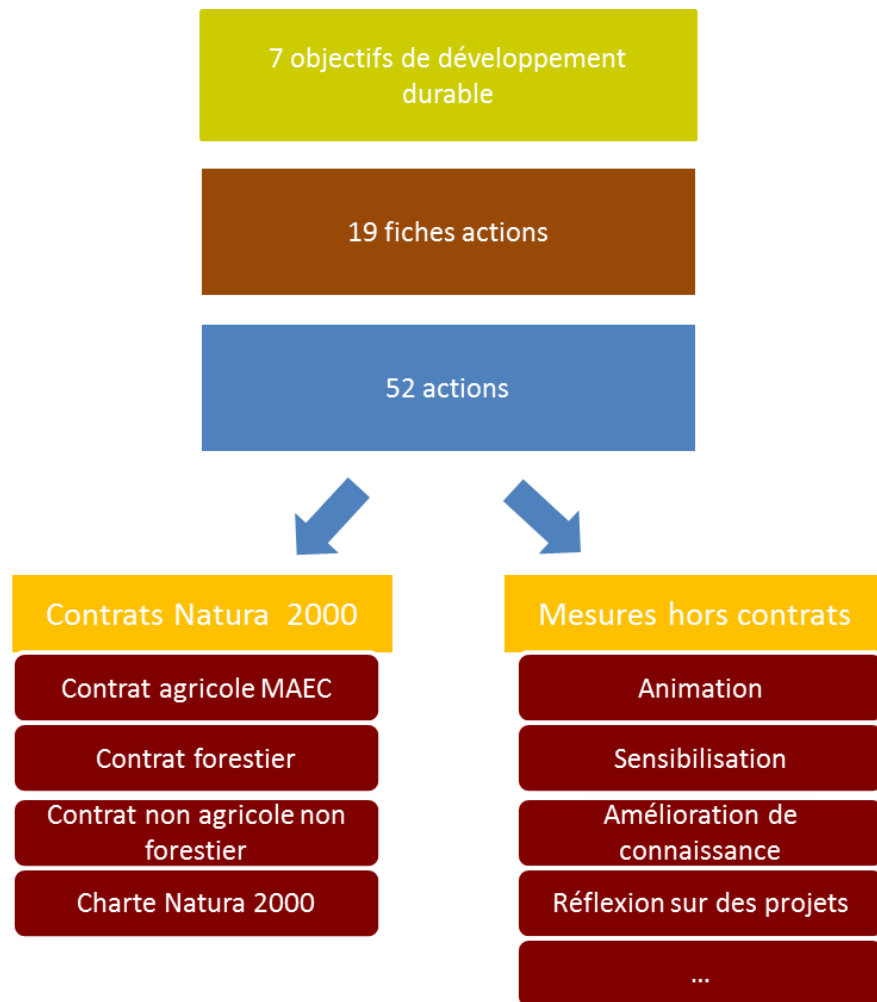 7 objectifs de développement
durable
19 fiches actions
52 actions
Contrats Natura 2000
Contrat agricole MAEC
Contrat forestier
Contrat non agricole non
forestier
Charte Natura 2000
Mesures hors contrats
Animation
Sensibilisation
Amélioration de
connaissance
Réflexion sur des projets
...